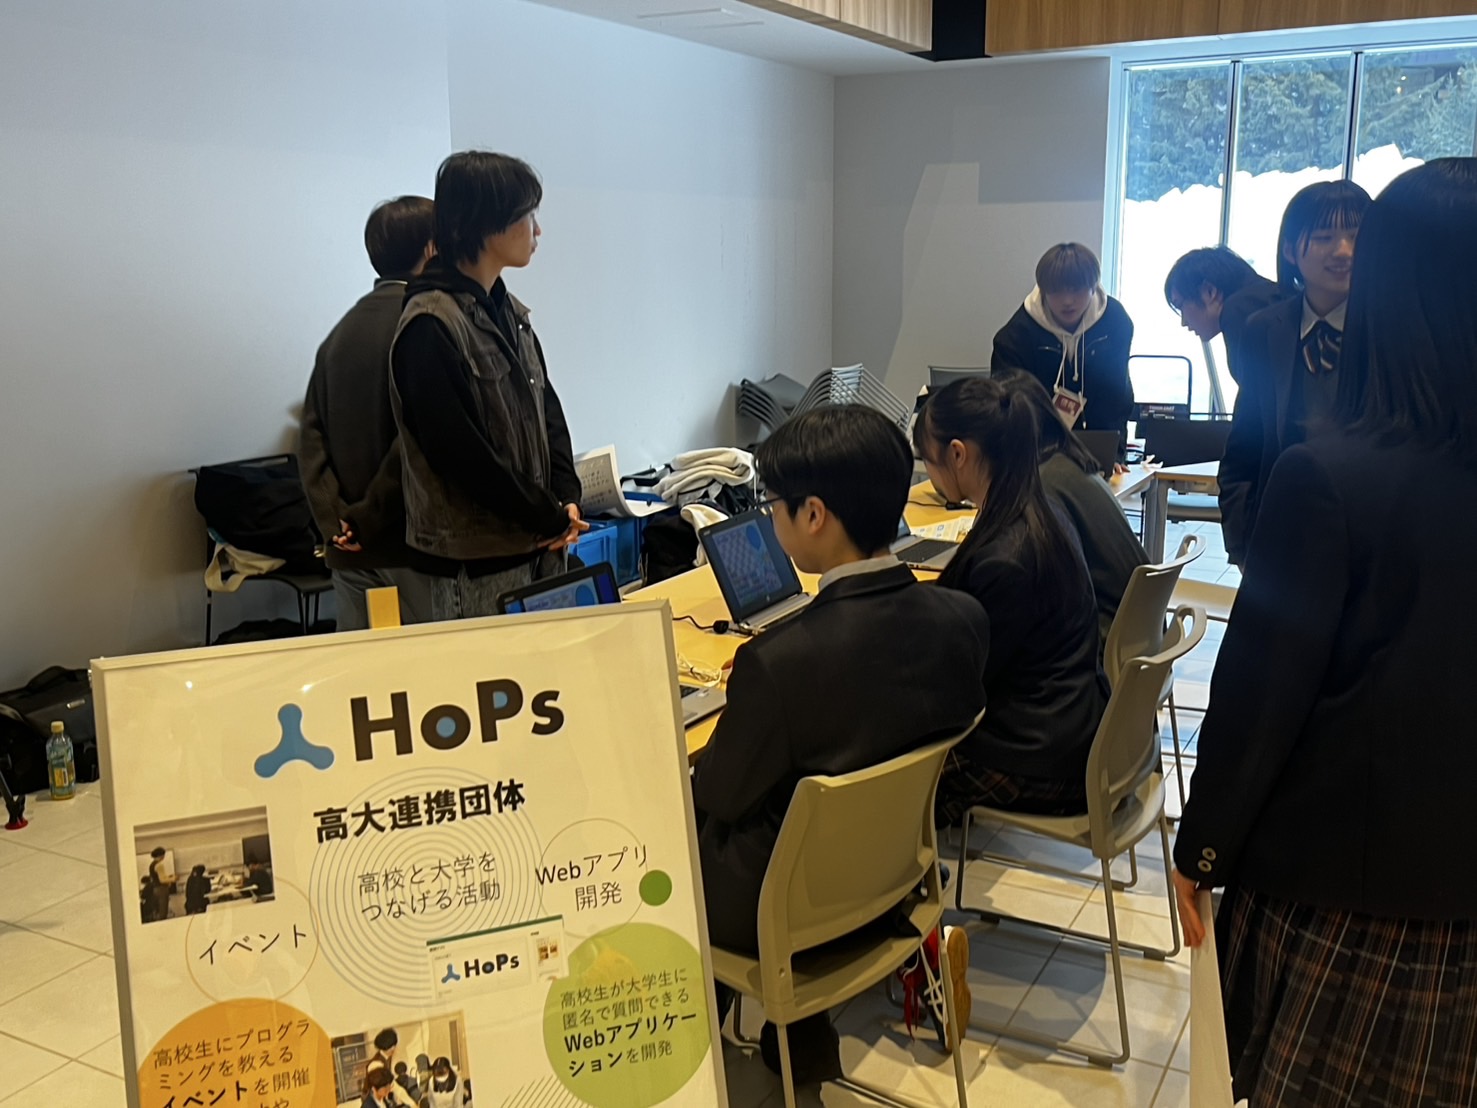 HoPs
高大連携団体
高校と大学を
つなげる活動
Webアプリ
開発
イベント
HoPs
高校生が大学生に
匿名で質問できる
Webアプリケー
ションを開発
高校生にプログラ
ミングを教える
イベントを開催